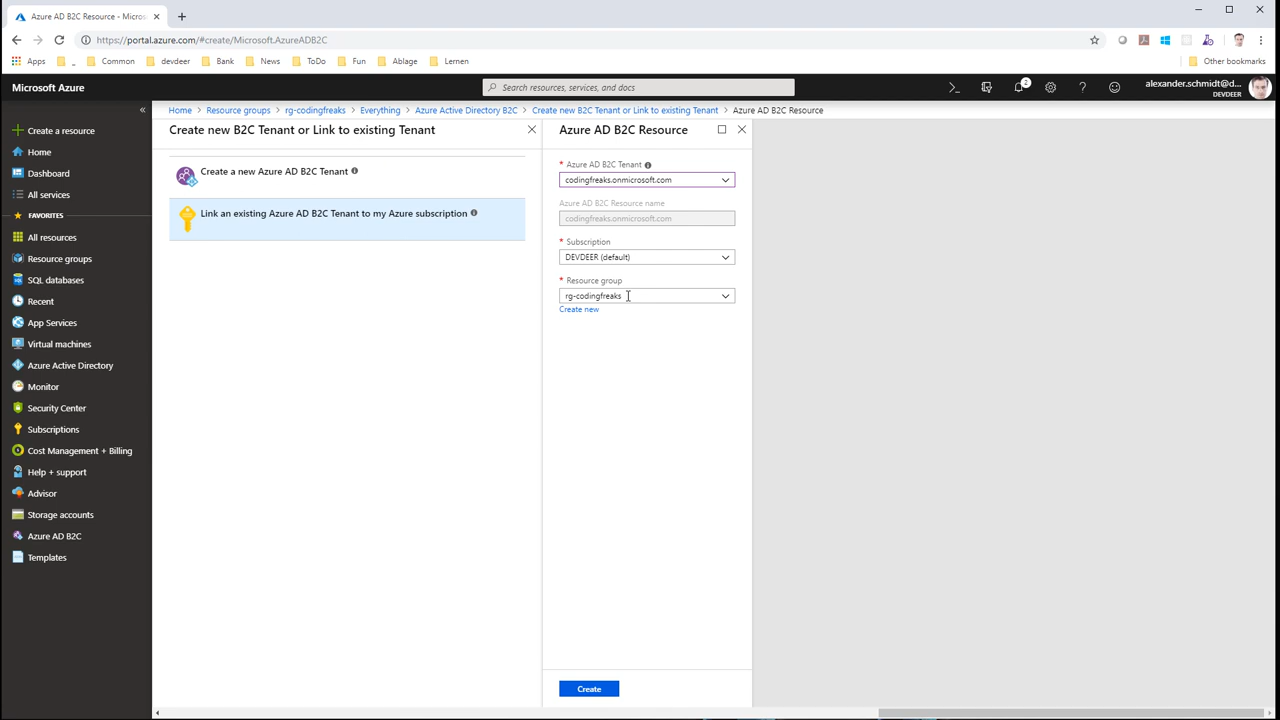 Azure AD B2C Resource - Micros
https://portal.azure.com/#create/Microsoft.AzureADB2C
Apps _ Common devdeer Bank News ToDo Fun Ablage Lernen Other bookmarks
Microsoft Azure
Search resources, services, and docs
2
alexander.schmidt@d...
DEVDEER
Home > Resource groups > rg-codingfreaks > Everything > Azure Active Directory B2C > Create new B2C Tenant or Link to existing Tenant > Azure AD B2C Resource
Create a resource
Home
Dashboard
All services
FAVORITES
All resources
Resource groups
SQL databases
Recent
App Services
Virtual machines
Azure Active Directory
Monitor
Security Center
Subscriptions
Cost Management + Billing
Help + support
Advisor
Storage accounts
Azure AD B2C
Templates
Create new B2C Tenant or Link to existing Tenant
Create a new Azure AD B2C Tenant
Link an existing Azure AD B2C Tenant to my Azure subscription
Azure AD B2C Resource
* Azure AD B2C Tenant
codingfreaks.onmicrosoft.com
Azure AD B2C Resource name
codingfreaks.onmicrosoft.com
* Subscription
DEVDEER (default)
* Resource group
rg-codingfreaks
Create new
Create